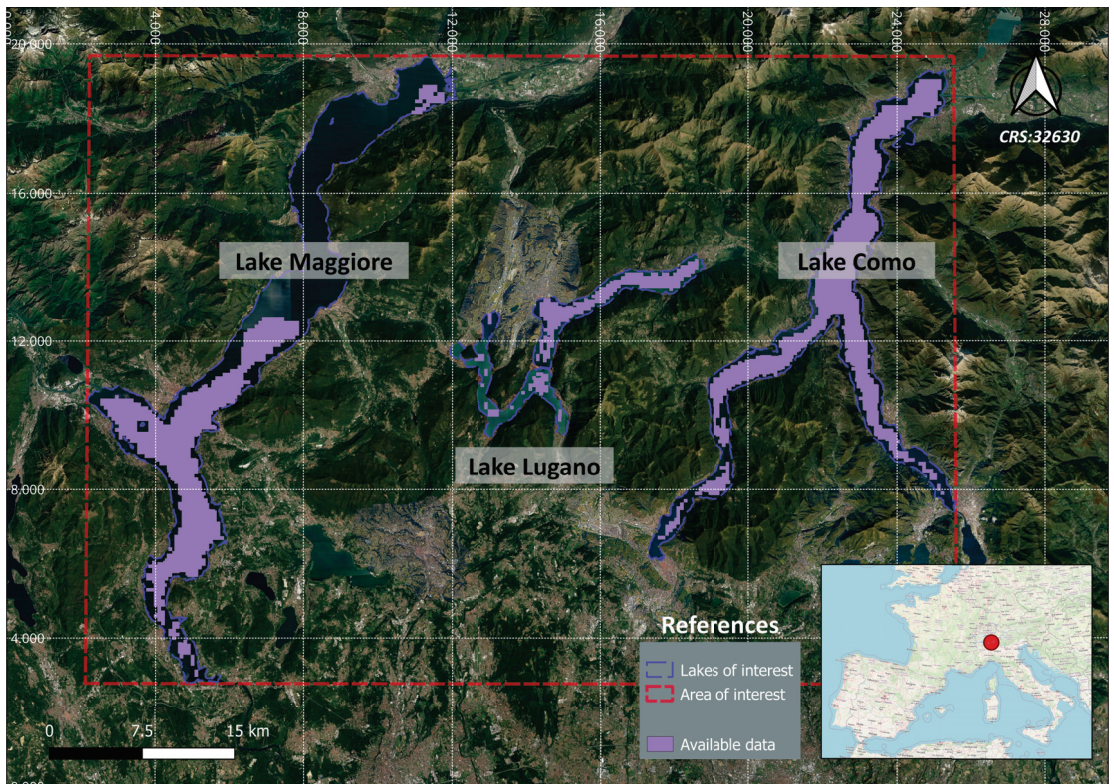 4.000
8.000
12.000
16.000
20.000
24.000
28.000
20.000
CRS:32630
16.000
Lake Maggiore
Lake Como
12.000
Lake Lugano
8.000
4.000
References
Lakes of interest
Area of interest
Available data
0 7.5 15 km